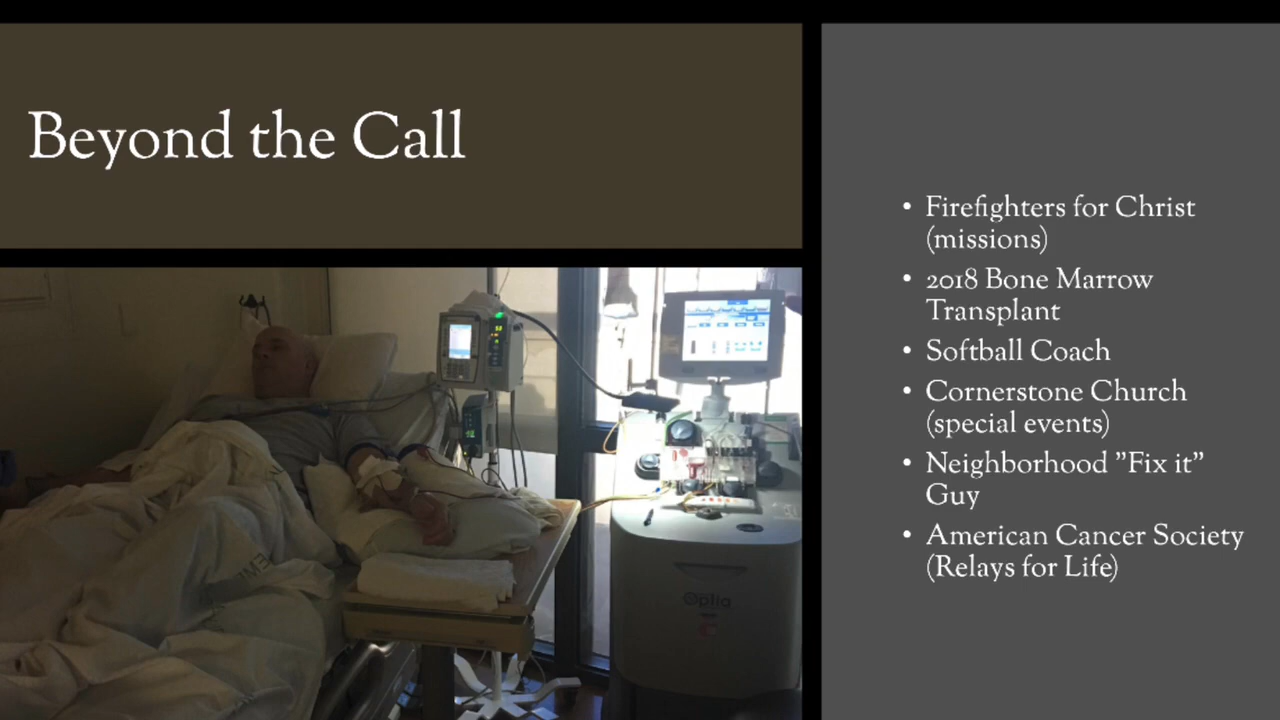 Beyond the Call
• Firefighters for Christ
(missions)
• 2018 Bone Marrow
Transplant
• Softball Coach
• Cornerstone Church
(special events)
• Neighborhood ”Fix it”
Guy
• American Cancer Society
(Relays for Life)
Optia